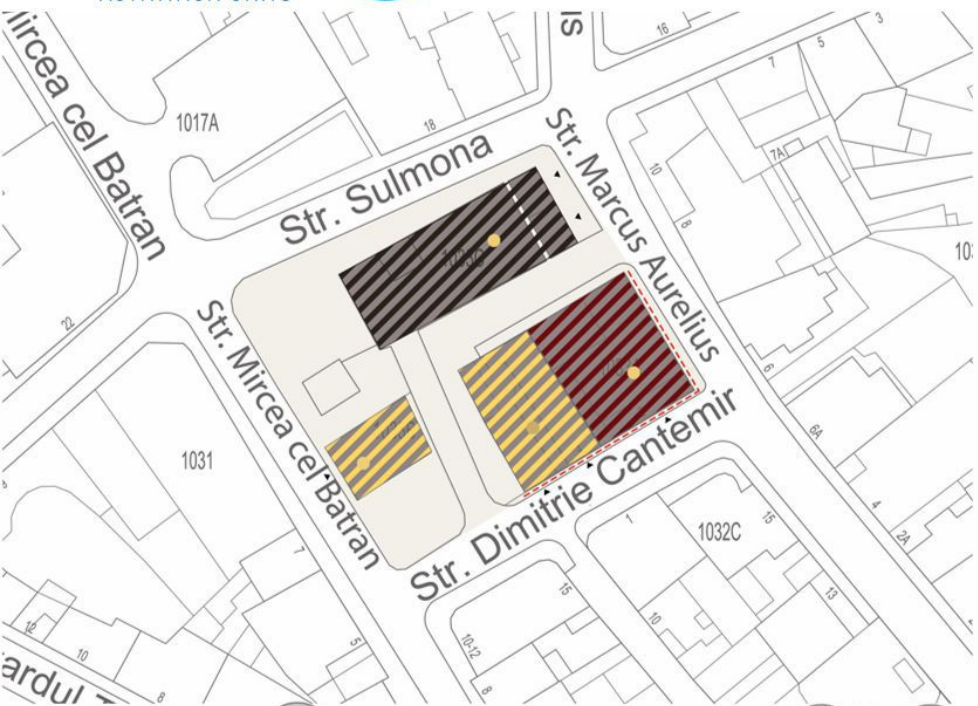 Mircea cel Batran
1017A
16
3
5
7
18
Str. Sulmona
Str. Marcus Aurelius
7A
10
8
22
Str. Mircea cel Batran
6
1031
6A
4
2A
Str. Dimitrie Cantemir
1
1032C
15
7
15
13
10
12
10
5
10-12
8
8